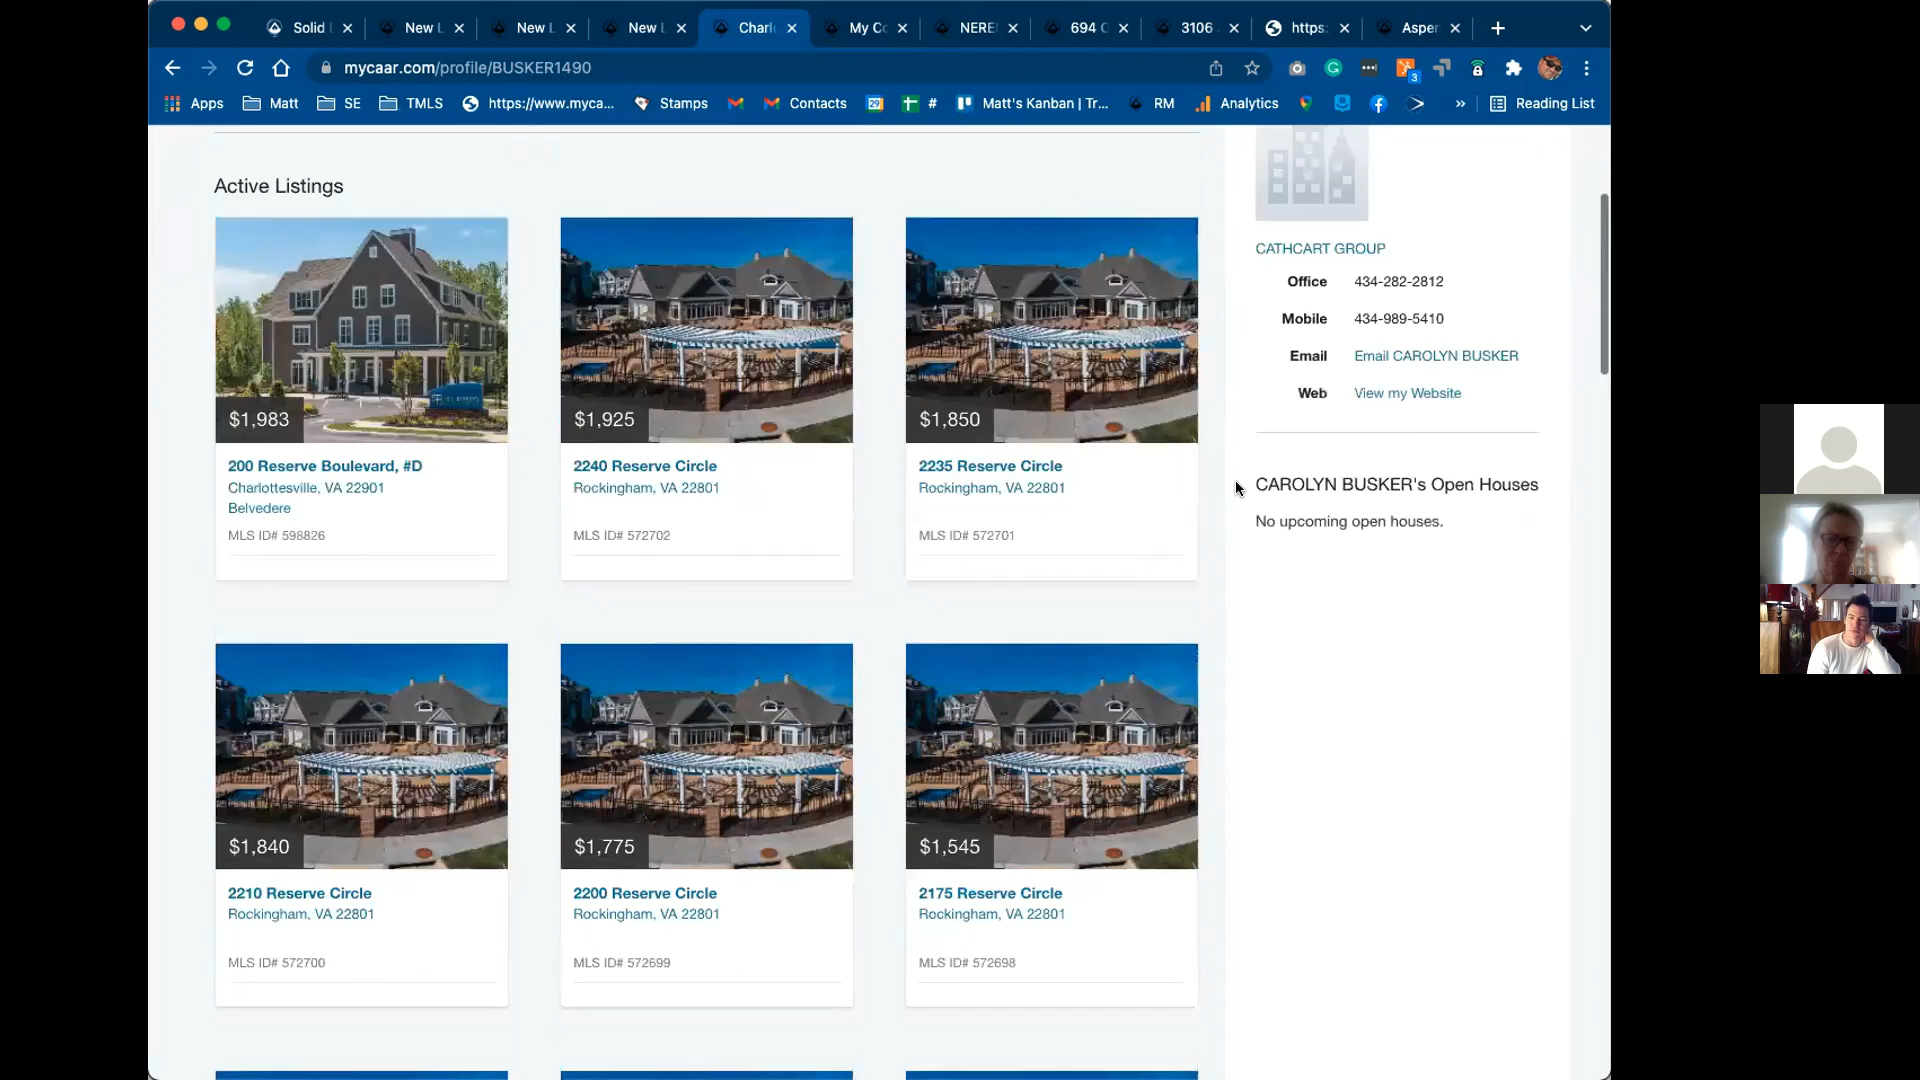 Solid
New L
New L
New L
Charl
My Co
NERE
694 C
3106
https:
Asper
mycaar.com/profile/BUSKER1490
3
Apps
Matt
SE
TMLS
https://www.myca...
Stamps
Contacts
29
#
Matt's Kanban | Tr...
RM
Analytics
»
Reading List
Active Listings
$1,983
200 Reserve Boulevard, #D
Charlottesville, VA 22901
Belvedere
MLS ID# 598826
$1,925
2240 Reserve Circle
Rockingham, VA 22801
MLS ID# 572702
$1,850
2235 Reserve Circle
Rockingham, VA 22801
MLS ID# 572701
$1,840
2210 Reserve Circle
Rockingham, VA 22801
MLS ID# 572700
$1,775
2200 Reserve Circle
Rockingham, VA 22801
MLS ID# 572699
$1,545
2175 Reserve Circle
Rockingham, VA 22801
MLS ID# 572698
CATHCART GROUP
Office 434-282-2812
Mobile 434-989-5410
Email Email CAROLYN BUSKER
Web View my Website
CAROLYN BUSKER's Open Houses
No upcoming open houses.